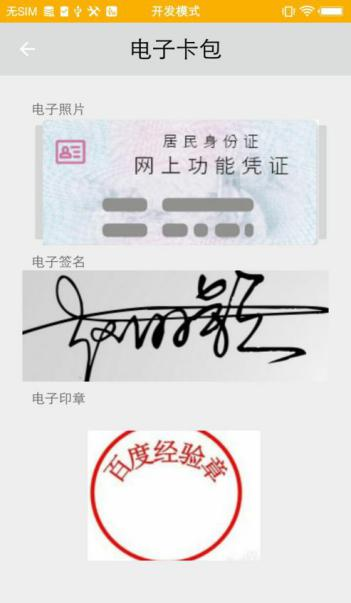 无SIM 开发模式
电子卡包
电子照片
居民身份证
网上功能凭证
电子签名
电子印章
百度经验章